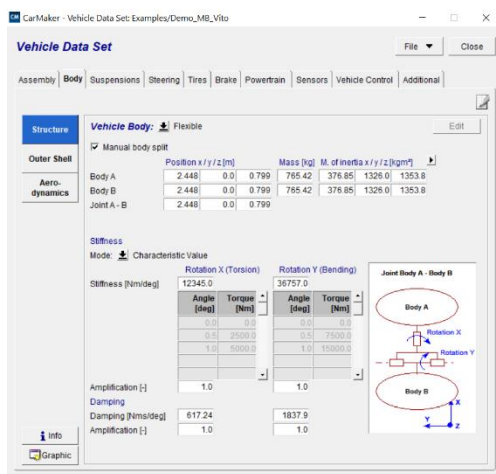 CM CarMaker - Vehicle Data Set: Examples/Demo_MB_Vito
Vehicle Data Set
File
Close
Assembly Body Suspensions Steering Tires Brake Powertrain Sensors Vehicle Control Additional
Structure
Outer Shell
Aero-
dynamics
Vehicle Body: Flexible
Edit
Manual body split
Position x / y / z [m] Mass [kg] M. of inertia x / y / z [kgm²]
Body A 2.448 0.0 0.799 765.42 376.85 1326.0 1353.8
Body B 2.448 0.0 0.799 765.42 376.85 1326.0 1353.8
Joint A - B 2.448 0.0 0.799
Stiffness
Mode: Characteristic Value
Rotation X (Torsion) Rotation Y (Bending)
Stiffness [Nm/deg] 12345.0 36757.0
Angle Torque Angle Torque
[deg] [Nm] [deg] [Nm]
0.0 0.0 0.0 0.0
0.5 2500.0 0.5 7500.0
1.0 5000.0 1.0 15000.0
Amplification [-] 1.0 1.0
Damping
Damping [Nms/deg] 617.24 1837.9
Amplification [-] 1.0 1.0
Joint Body A - Body B
Body A
Rotation X
Rotation Y
Body B
X
Y
Z
i Info
Graphic